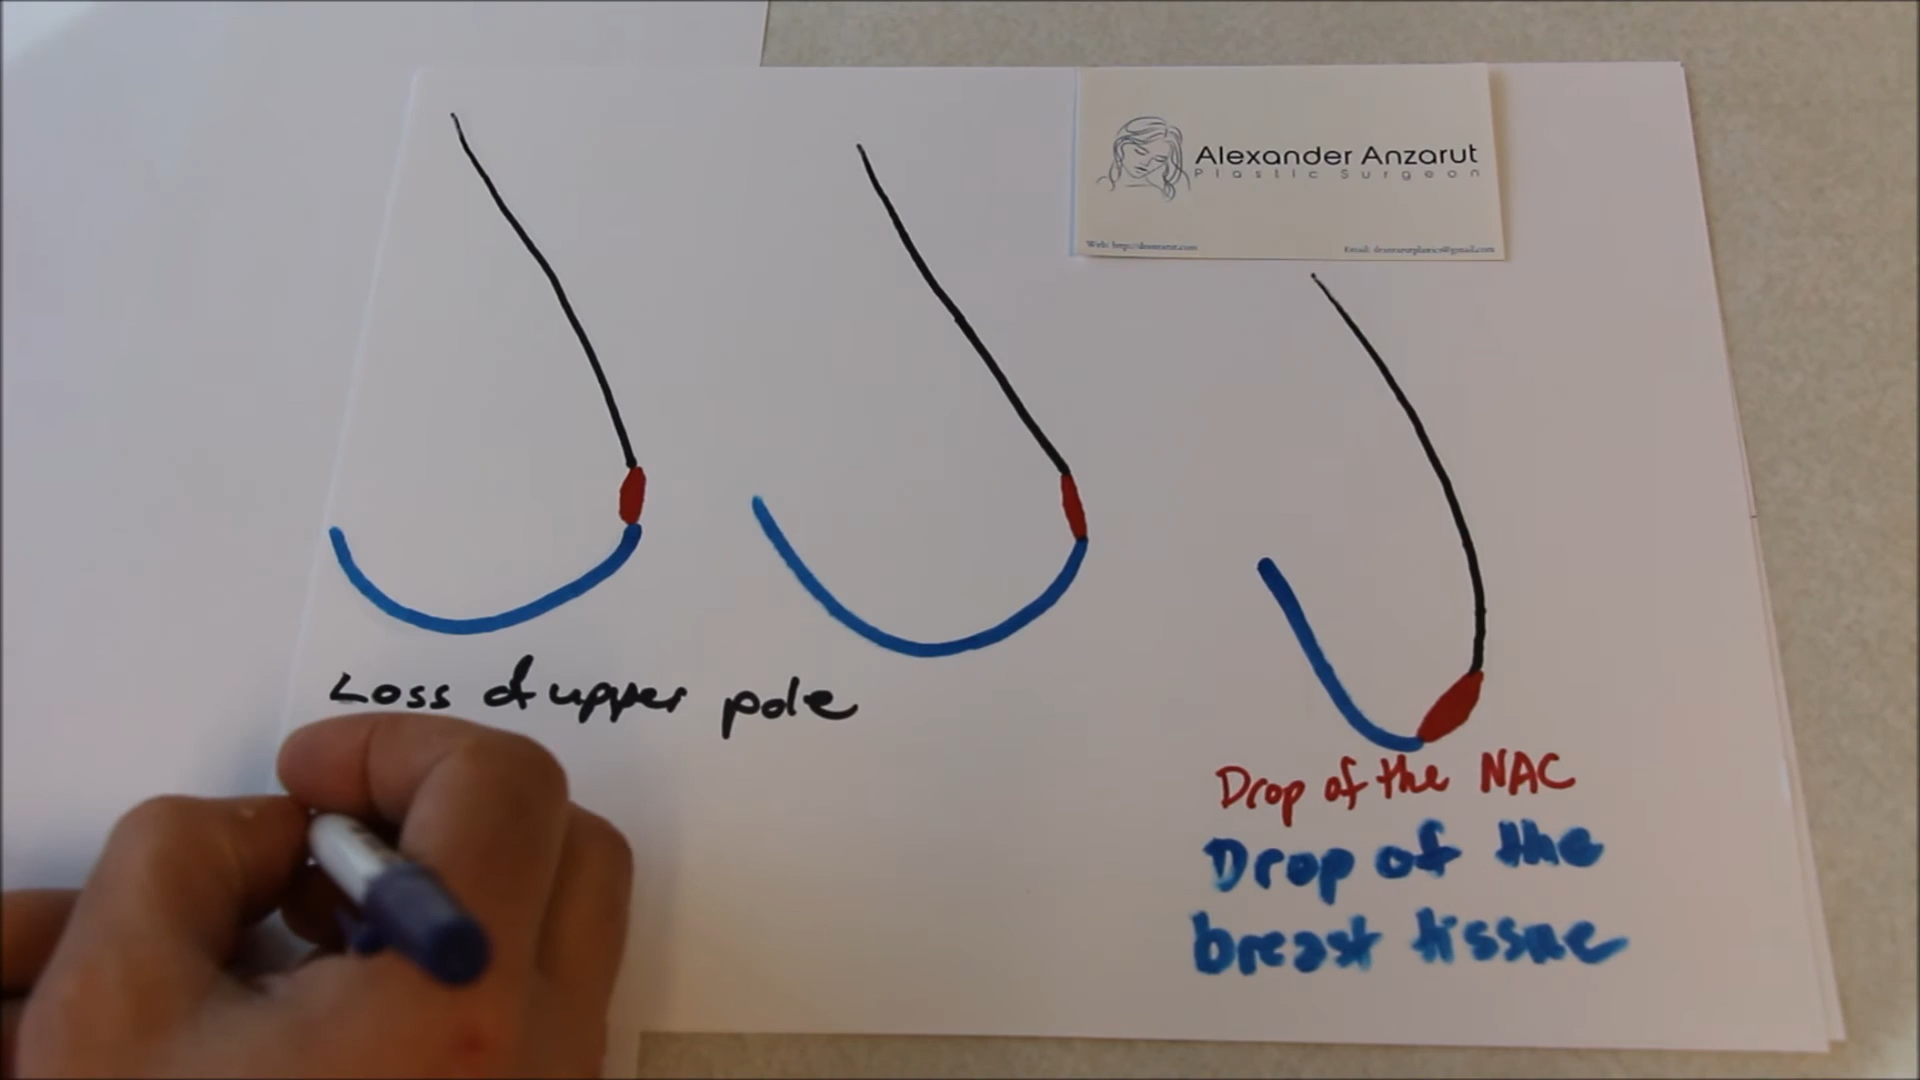 Alexander Anzarut
Plastic Surgeon
Loss of upper pole
Drop of the NAC
Drop of the
breast tissue